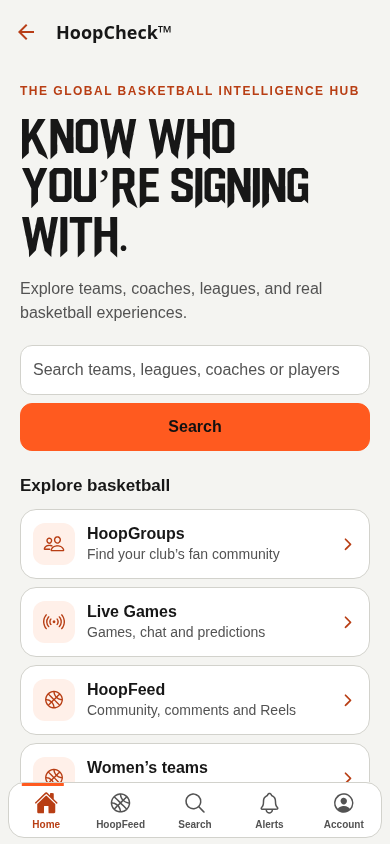 HoopCheck™
THE GLOBAL BASKETBALL INTELLIGENCE HUB
KNOW WHO
YOU’RE SIGNING
WITH.
Explore teams, coaches, leagues, and real
basketball experiences.
Search teams, leagues, coaches or players
Search
Explore basketball
HoopGroups
Find your club’s fan community
Live Games
Games, chat and predictions
HoopFeed
Community, comments and Reels
Women’s teams
Home
HoopFeed
Search
Alerts
Account